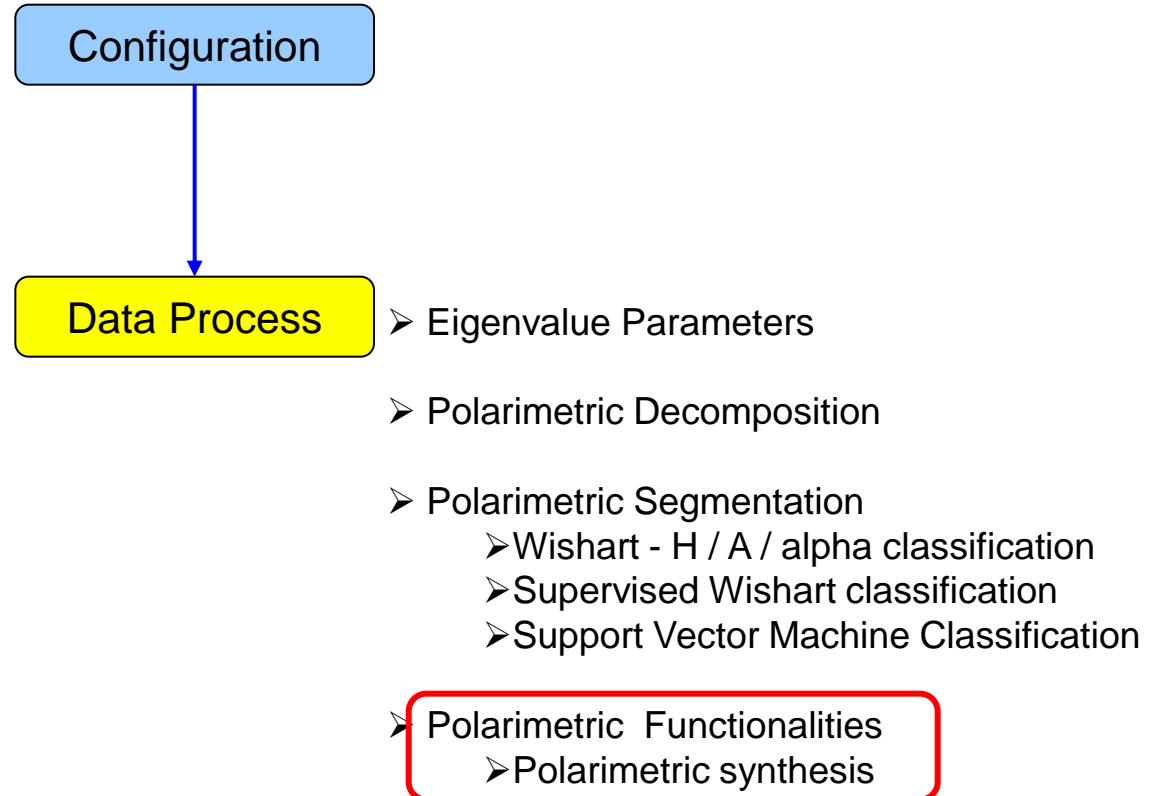 Configuration
Data Process
➢ Eigenvalue Parameters
➢ Polarimetric Decomposition
➢ Polarimetric Segmentation
➢Wishart - H / A / alpha classification
➢Supervised Wishart classification
➢Support Vector Machine Classification
➢ Polarimetric  Functionalities
➢Polarimetric synthesis